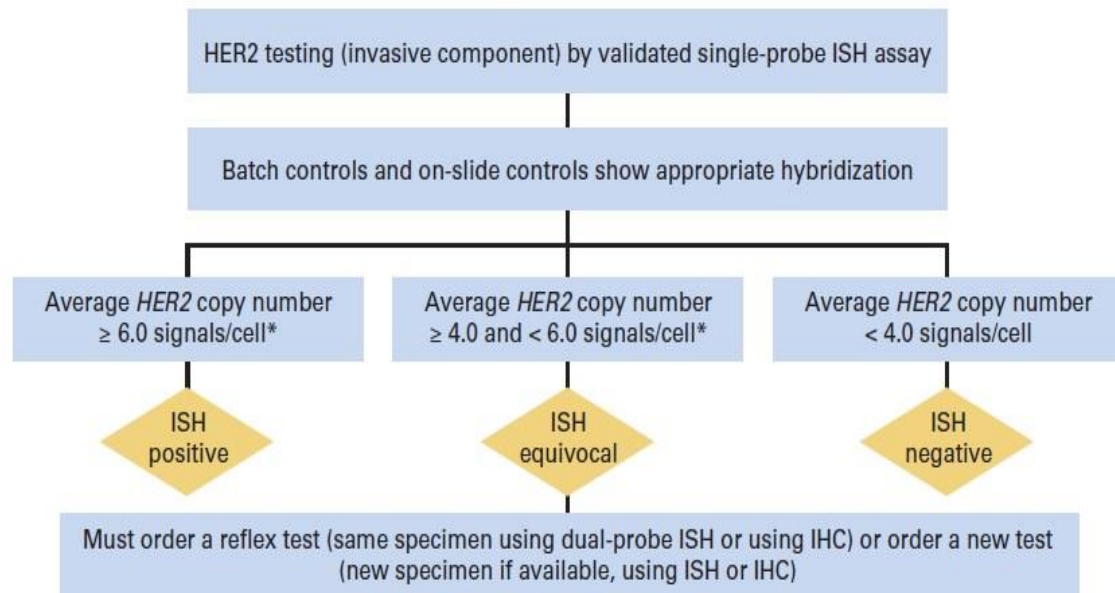 HER2 testing (invasive component) by validated single-probe ISH assay
Batch controls and on-slide controls show appropriate hybridization
Average HER2 copy number
≥ 6.0 signals/cell*
Average HER2 copy number
≥ 4.0 and < 6.0 signals/cell*
Average HER2 copy number
< 4.0 signals/cell
ISH
positive
ISH
equivocal
ISH
negative
Must order a reflex test (same specimen using dual-probe ISH or using IHC) or order a new test
(new specimen if available, using ISH or IHC)